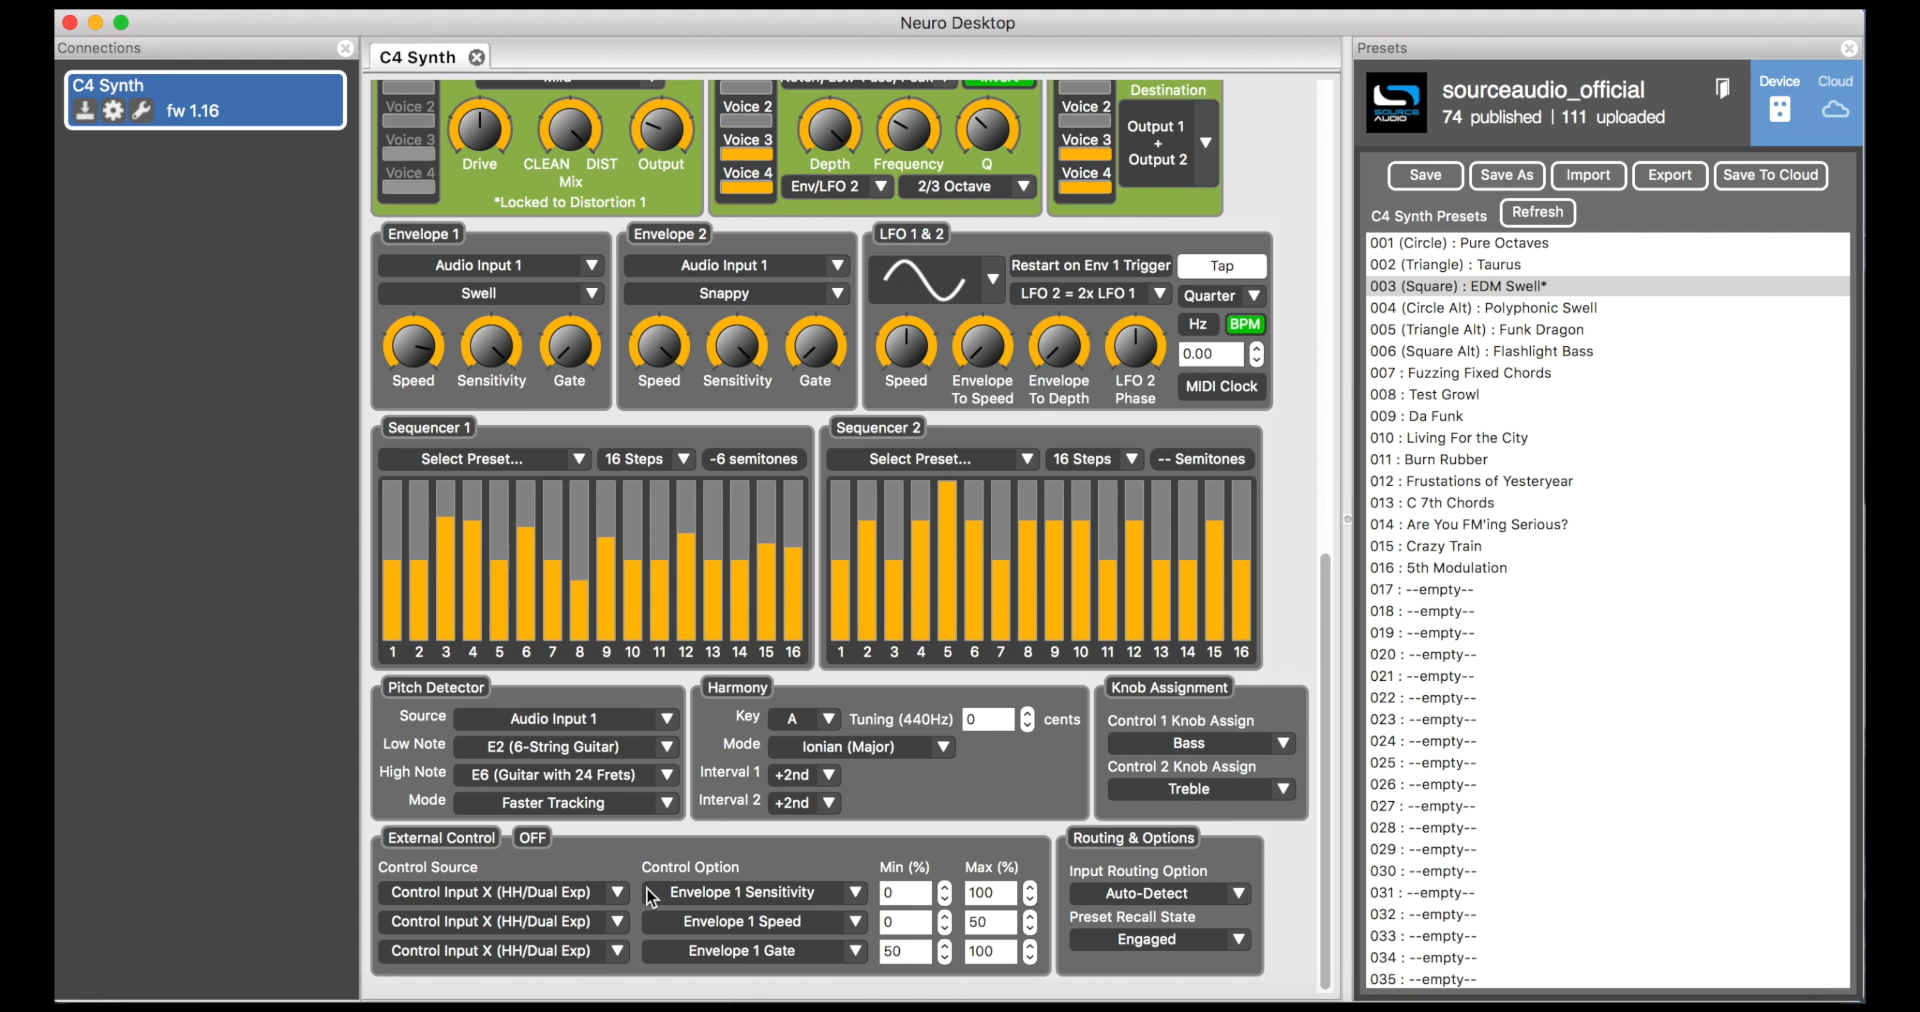 Neuro Desktop
Connections
C4 Synth
fw 1.16
C4 Synth
Voice 2
Voice 3
Voice 4
Drive
CLEAN DIST
Mix
Output
*Locked to Distortion 1
Voice 2
Voice 3
Voice 4
Depth
Frequency
Q
Env/LFO 2
2/3 Octave
Voice 2
Voice 3
Voice 4
Destination
Output 1
+
Output 2
Envelope 1
Audio Input 1
Swell
Speed Sensitivity Gate
Envelope 2
Audio Input 1
Snappy
Speed Sensitivity Gate
LFO 1 & 2
Restart on Env 1 Trigger
Tap
LFO 2 = 2x LFO 1
Quarter
Hz BPM
0.00
MIDI Clock
Speed
Envelope
To Speed
Envelope
To Depth
LFO 2
Phase
Sequencer 1
Select Preset... 16 Steps -6 semitones
1 2 3 4 5 6 7 8 9 10 11 12 13 14 15 16
Sequencer 2
Select Preset... 16 Steps -- Semitones
1 2 3 4 5 6 7 8 9 10 11 12 13 14 15 16
Pitch Detector
Source Audio Input 1
Low Note E2 (6-String Guitar)
High Note E6 (Guitar with 24 Frets)
Mode Faster Tracking
Harmony
Key A Tuning (440Hz) 0 cents
Mode Ionian (Major)
Interval 1 +2nd
Interval 2 +2nd
Knob Assignment
Control 1 Knob Assign
Bass
Control 2 Knob Assign
Treble
External Control OFF
Control Source Control Option Min (%) Max (%)
Control Input X (HH/Dual Exp) Envelope 1 Sensitivity 0 100
Control Input X (HH/Dual Exp) Envelope 1 Speed 0 50
Control Input X (HH/Dual Exp) Envelope 1 Gate 50 100
Routing & Options
Input Routing Option
Auto-Detect
Preset Recall State
Engaged
Presets
SOURCE
AUDIO
sourceaudio_official
74 published | 111 uploaded
Device Cloud
Save Save As Import Export Save To Cloud
C4 Synth Presets Refresh
001 (Circle) : Pure Octaves
002 (Triangle) : Taurus
003 (Square) : EDM Swell*
004 (Circle Alt) : Polyphonic Swell
005 (Triangle Alt) : Funk Dragon
006 (Square Alt) : Flashlight Bass
007 : Fuzzing Fixed Chords
008 : Test Growl
009 : Da Funk
010 : Living For the City
011 : Burn Rubber
012 : Frustations of Yesteryear
013 : C 7th Chords
014 : Are You FM'ing Serious?
015 : Crazy Train
016 : 5th Modulation
017 : --empty--
018 : --empty--
019 : --empty--
020 : --empty--
021 : --empty--
022 : --empty--
023 : --empty--
024 : --empty--
025 : --empty--
026 : --empty--
027 : --empty--
028 : --empty--
029 : --empty--
030 : --empty--
031 : --empty--
032 : --empty--
033 : --empty--
034 : --empty--
035 : --empty--